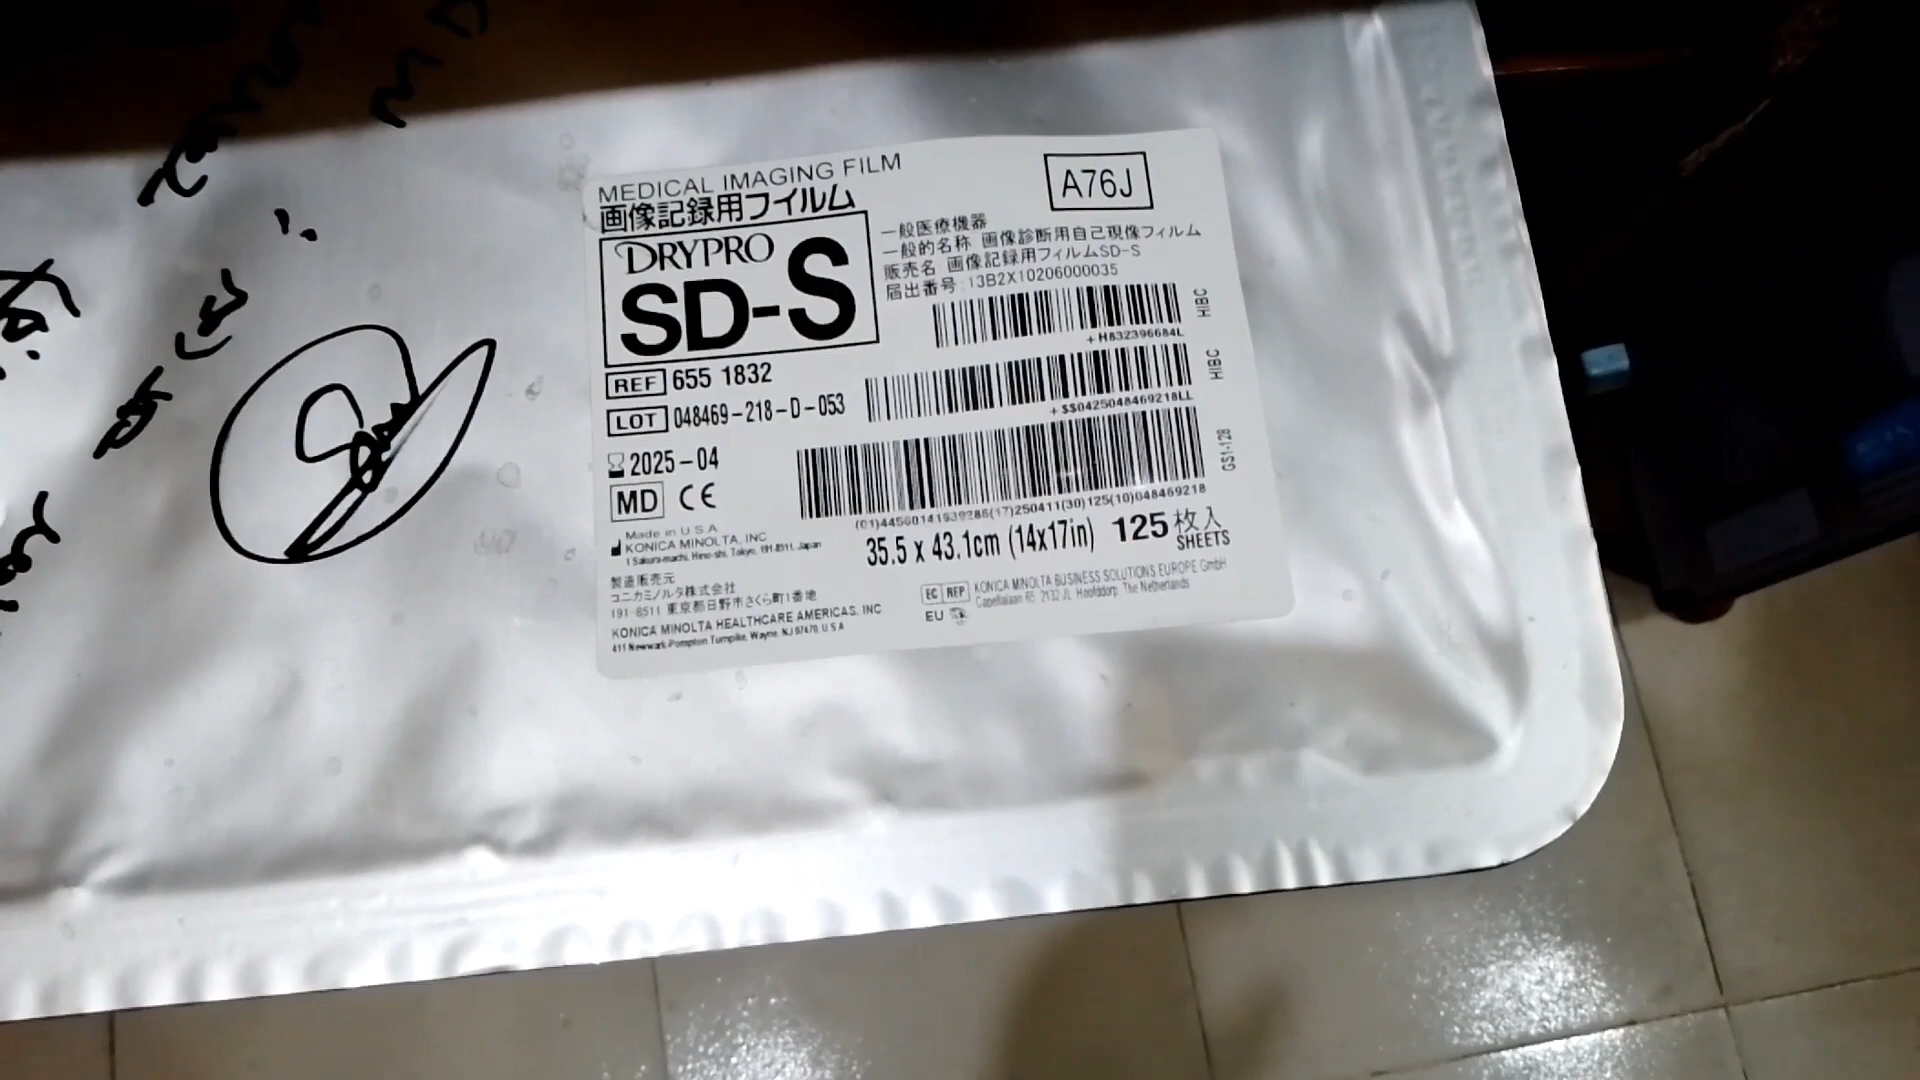 MEDICAL IMAGING FILM
画像記録用フイルム
DRYPRO
SD-S
A76J
一般医療機器
一般的名称 画像診断用自己現像フィルム
販売名 画像記録用フイルムSD-S
届出番号:13B2X10206000035
HIBC
+H832396684L
REF 655 1832
LOT 048469-218-D-053
HIBC
+$$0425048469218LL
2025-04
MD CE
GS1-128
(17)250411(30)125(10)048469218
35.5 x 43.1cm (14x17in) 125枚入
SHEETS
Made in U.S.A.
KONICA MINOLTA, INC
1 Sakura-machi, Hino-shi, Tokyo, 191-8511, Japan
製造販売元
コニカミノルタ株式会社
191-8511 東京都日野市さくら町1番地
KONICA MINOLTA HEALTHCARE AMERICAS, INC
411 Newwark-Pompton Turnpike, Wayne, NJ 07470, U.S.A
EC REP KONICA MINOLTA BUSINESS SOLUTIONS EUROPE GmbH
2132 JL Hoofddorp, The Netherlands
EU